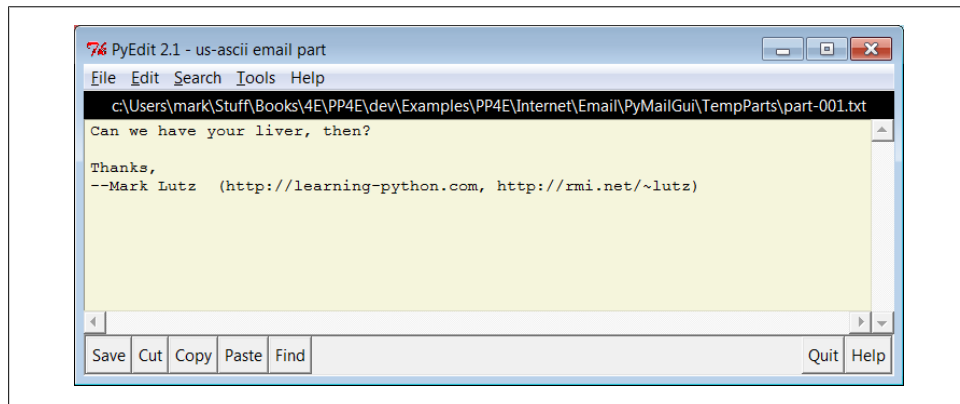 PyEdit 2.1 - us-ascii email part
File Edit Search Tools Help
c:\Users\mark\Stuff\Books\4E\PP4E\dev\Examples\PP4E\Internet\Email\PyMailGui\TempParts\part-001.txt
Can we have your liver, then?
Thanks,
--Mark Lutz  (http://learning-python.com, http://rmi.net/~lutz)
Save Cut Copy Paste Find Quit Help